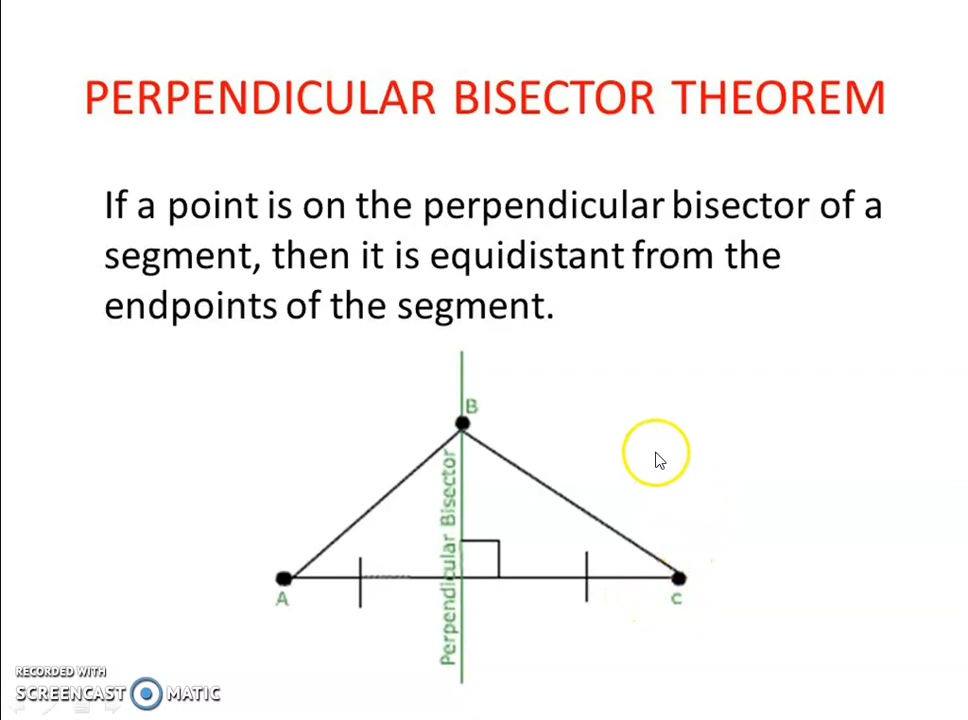 PERPENDICULAR BISECTOR THEOREM
If a point is on the perpendicular bisector of a
segment, then it is equidistant from the
endpoints of the segment.
B
Perpendicular Bisector
A
C
RECORDED WITH
SCREENCAST MATIC